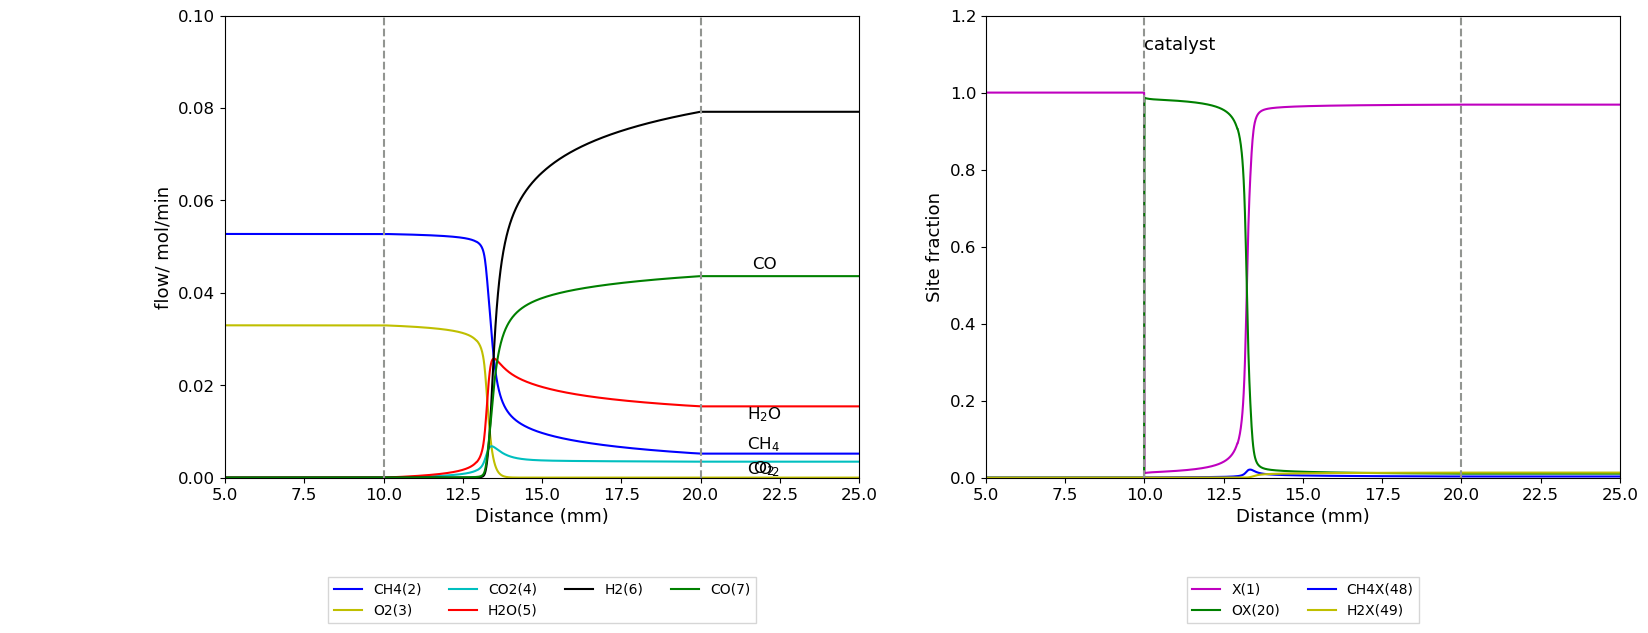 0.10
0.08
0.06
0.04
0.02
0.00
flow/ mol/min
CO
H₂O
CH₄
O₂
CO₂
5.0 7.5 10.0 12.5 15.0 17.5 20.0 22.5 25.0
Distance (mm)
CH4(2) CO2(4) H2(6) CO(7)
O2(3) H2O(5)
1.2
1.0
0.8
0.6
0.4
0.2
0.0
Site fraction
catalyst
5.0 7.5 10.0 12.5 15.0 17.5 20.0 22.5 25.0
Distance (mm)
X(1) CH4X(48)
OX(20) H2X(49)